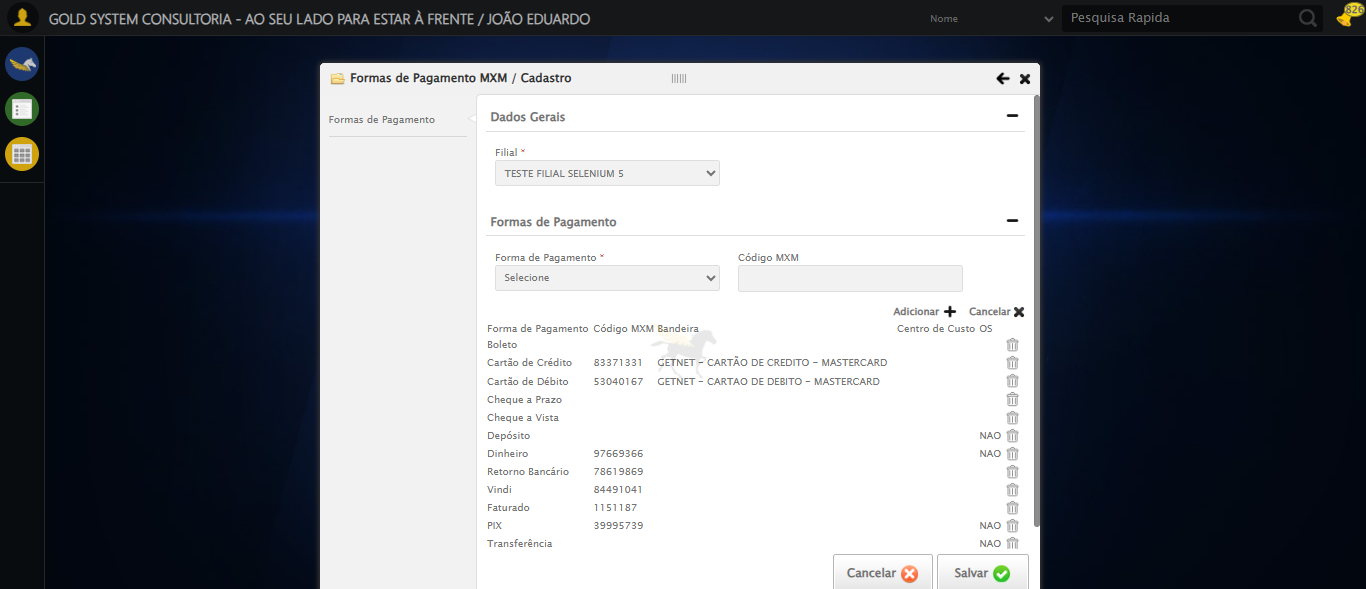 GOLD SYSTEM CONSULTORIA - AO SEU LADO PARA ESTAR À FRENTE / JOÃO EDUARDO
Nome
Pesquisa Rapida
826
Formas de Pagamento MXM / Cadastro
Formas de Pagamento
Dados Gerais
Filial *
TESTE FILIAL SELENIUM 5
Formas de Pagamento
Forma de Pagamento * Código MXM
Selecione
Adicionar Cancelar
Forma de Pagamento Código MXM Bandeira Centro de Custo OS
Boleto
Cartão de Crédito 83371331 GETNET - CARTÃO DE CREDITO - MASTERCARD
Cartão de Débito 53040167 GETNET - CARTAO DE DEBITO - MASTERCARD
Cheque a Prazo
Cheque a Vista
Depósito NAO
Dinheiro 97669366 NAO
Retorno Bancário 78619869
Vindi 84491041
Faturado 1151187
PIX 39995739 NAO
Transferência NAO
Cancelar Salvar